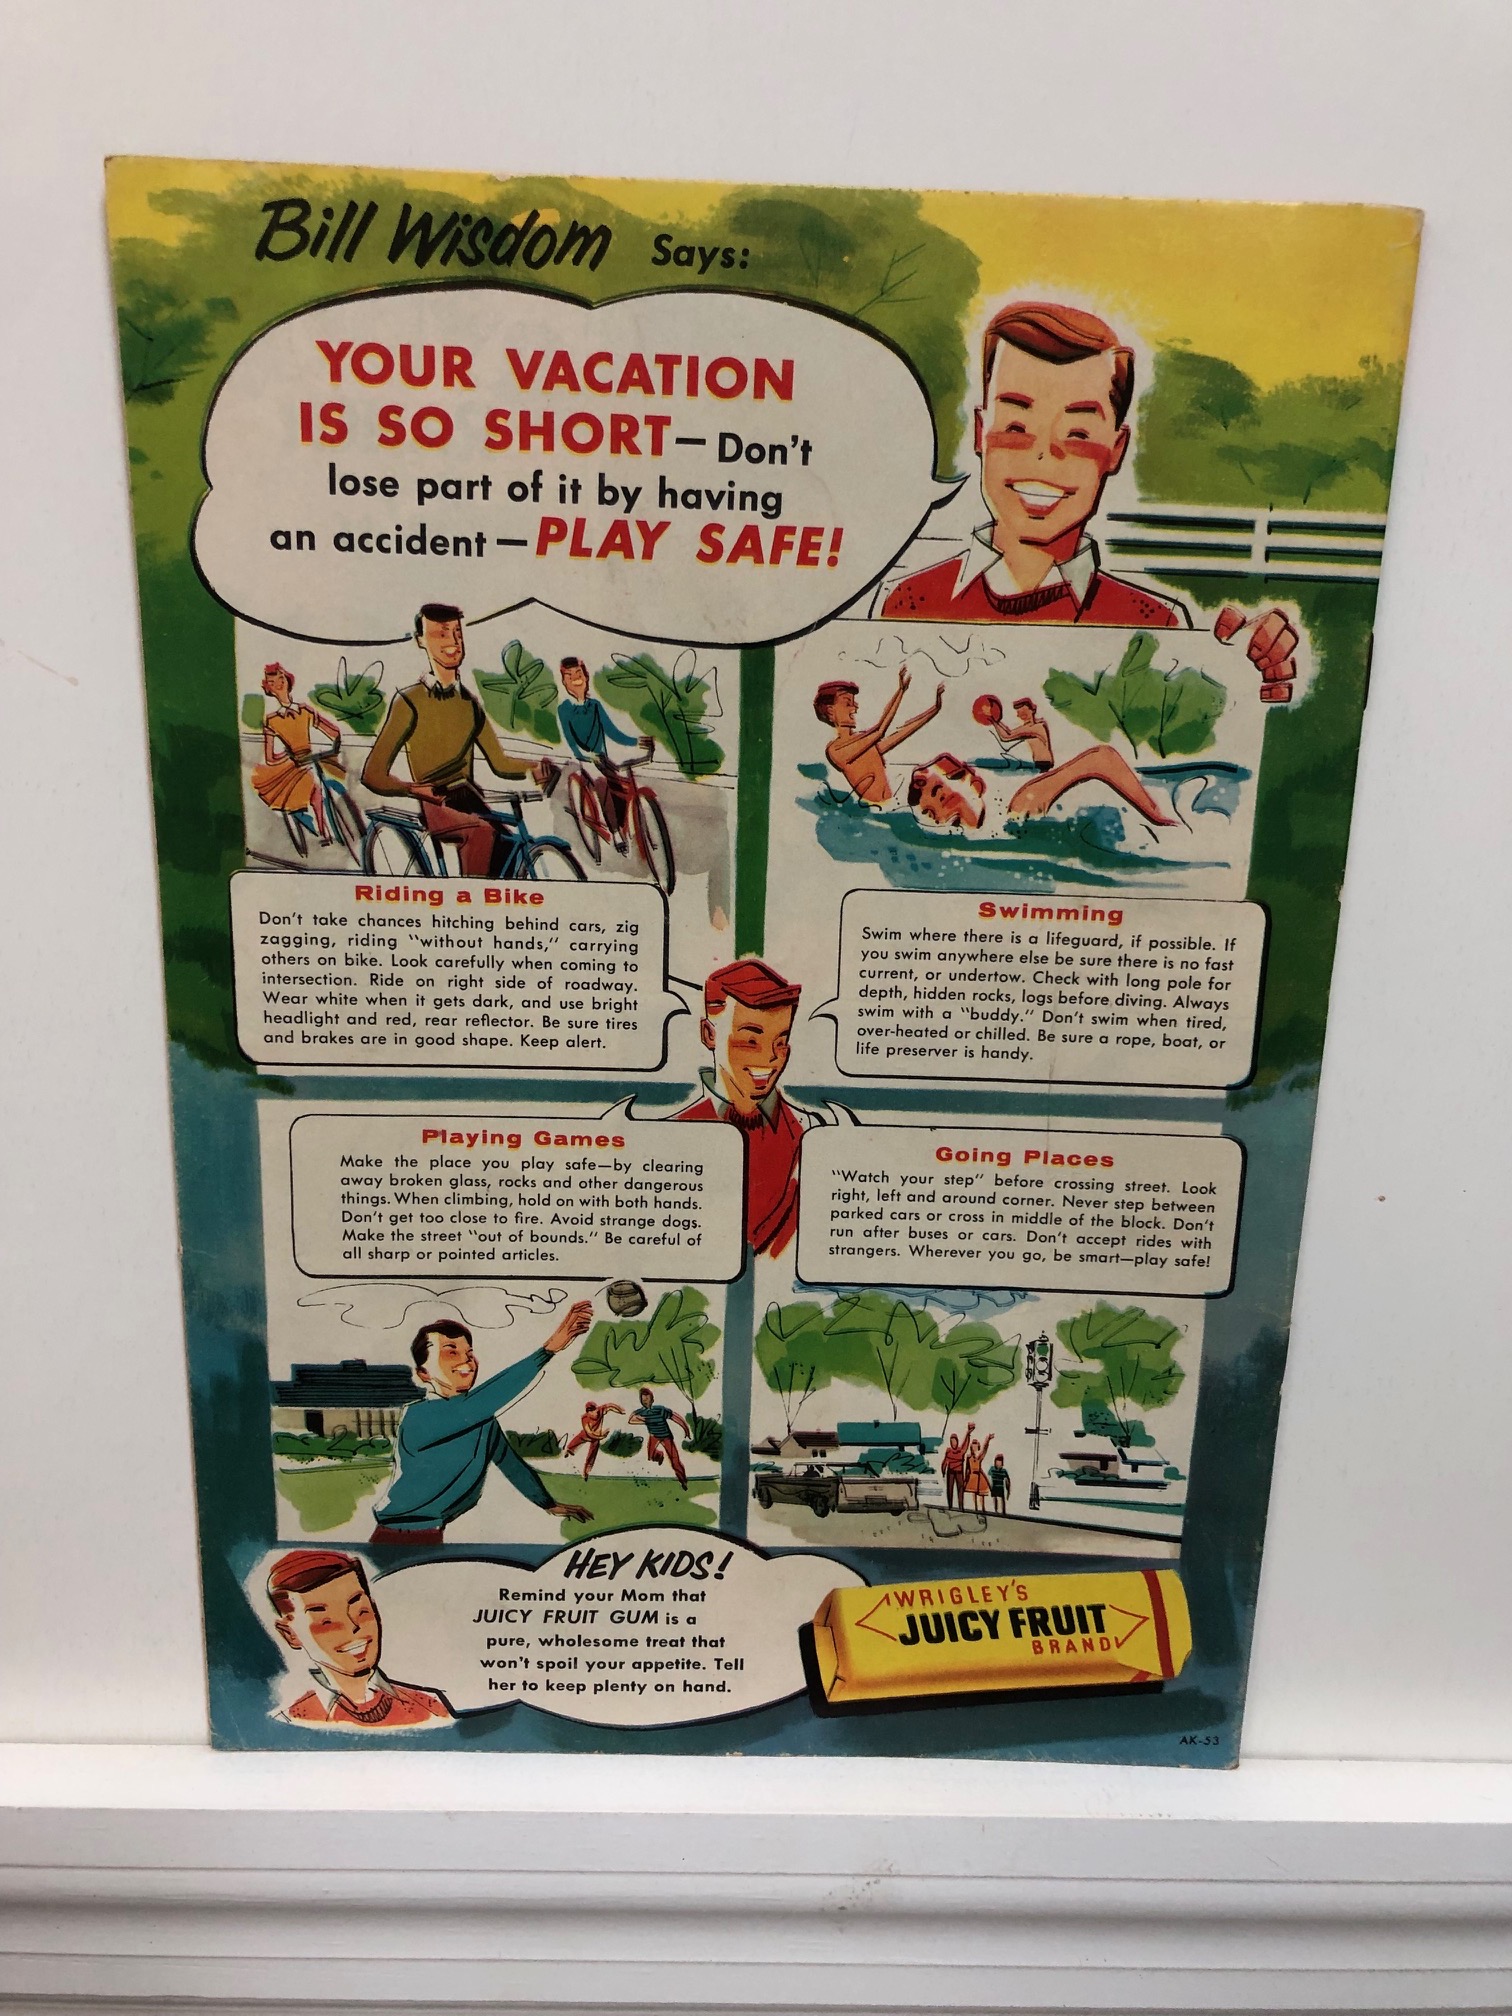 Bill Wisdom Says:
YOUR VACATION
IS SO SHORT—Don't
lose part of it by having
an accident—PLAY SAFE!
Riding a Bike
Don't take chances hitching behind cars, zig
zagging, riding "without hands," carrying
others on bike. Look carefully when coming to
intersection. Ride on right side of roadway.
Wear white when it gets dark, and use bright
headlight and red, rear reflector. Be sure tires
and brakes are in good shape. Keep alert.
Swimming
Swim where there is a lifeguard, if possible. If
you swim anywhere else be sure there is no fast
current, or undertow. Check with long pole for
depth, hidden rocks, logs before diving. Always
swim with a "buddy." Don't swim when tired,
over-heated or chilled. Be sure a rope, boat, or
life preserver is handy.
Playing Games
Make the place you play safe—by clearing
away broken glass, rocks and other dangerous
things. When climbing, hold on with both hands.
Don't get too close to fire. Avoid strange dogs.
Make the street "out of bounds." Be careful of
all sharp or pointed articles.
Going Places
"Watch your step" before crossing street. Look
right, left and around corner. Never step between
parked cars or cross in middle of the block. Don't
run after buses or cars. Don't accept rides with
strangers. Wherever you go, be smart—play safe!
HEY KIDS!
Remind your Mom that
JUICY FRUIT GUM is a
pure, wholesome treat that
won't spoil your appetite. Tell
her to keep plenty on hand.
WRIGLEY'S
JUICY FRUIT
BRAND
AK-53